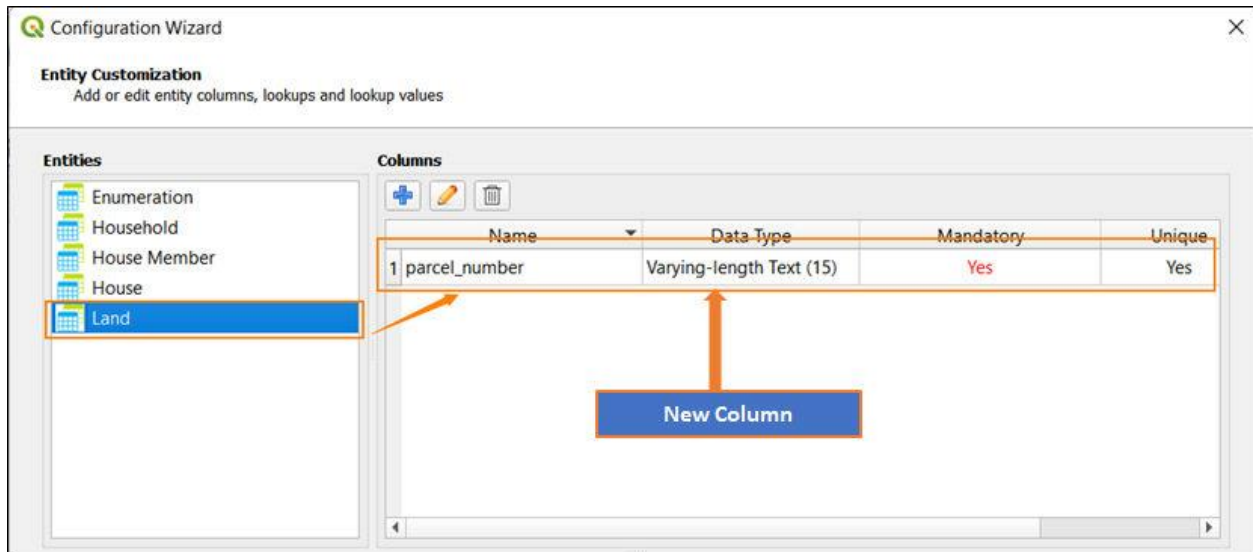 Configuration Wizard
Entity Customization
Add or edit entity columns, lookups and lookup values
Entities
Columns
Enumeration
Household
House Member
House
Land
Name Data Type Mandatory Unique
1 parcel_number Varying-length Text (15) Yes Yes
New Column